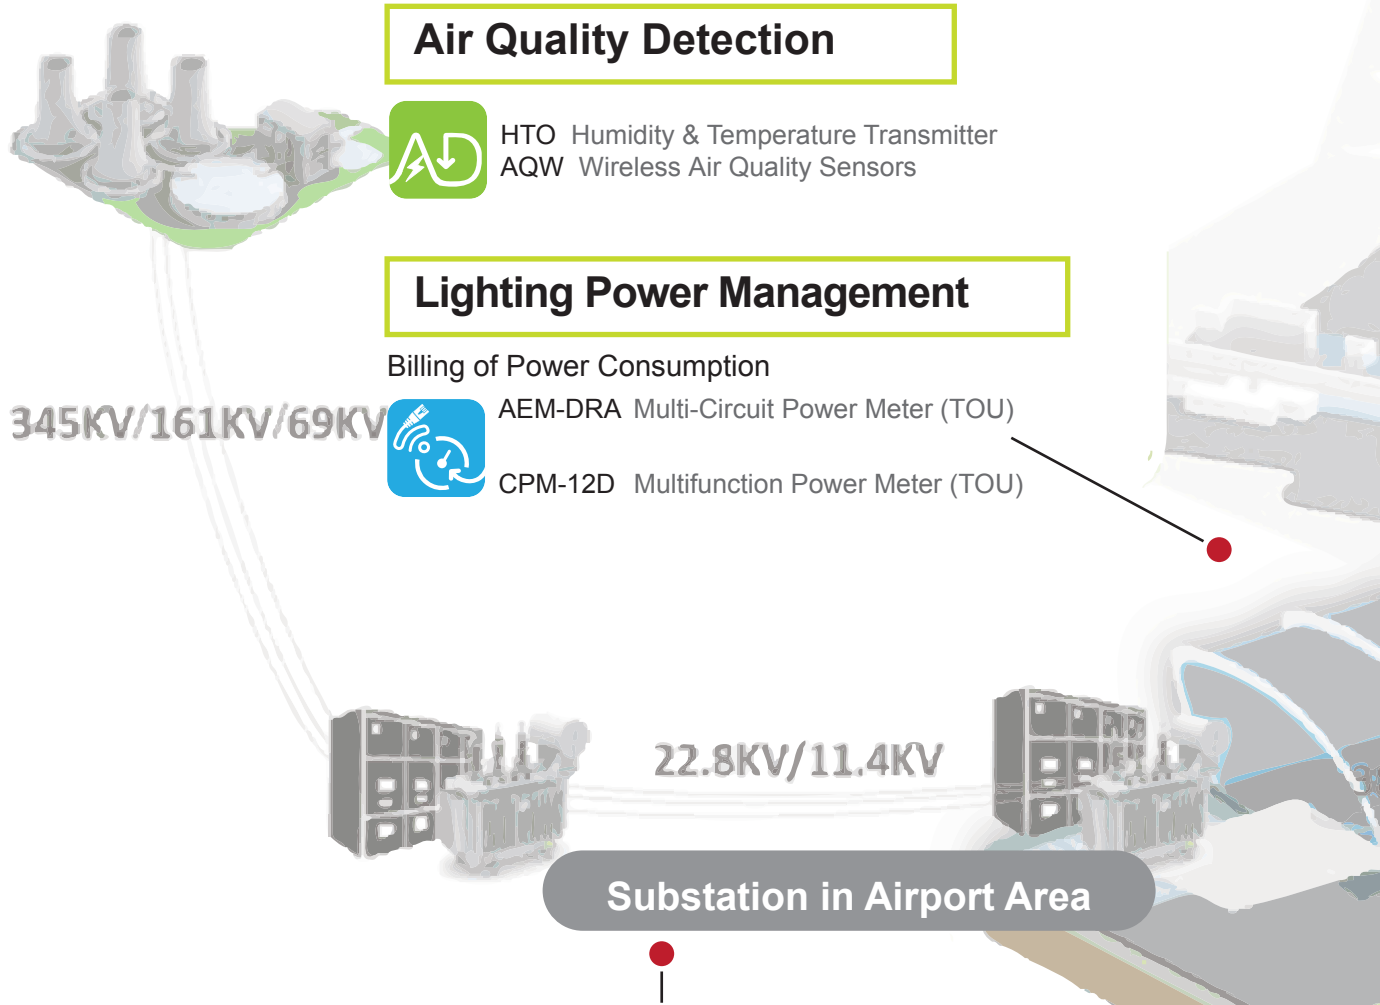 Air Quality Detection
HTO Humidity & Temperature Transmitter
AQW Wireless Air Quality Sensors
Lighting Power Management
Billing of Power Consumption
345KV/161KV/69KV
AEM-DRA Multi-Circuit Power Meter (TOU)
CPM-12D Multifunction Power Meter (TOU)
22.8KV/11.4KV
Substation in Airport Area